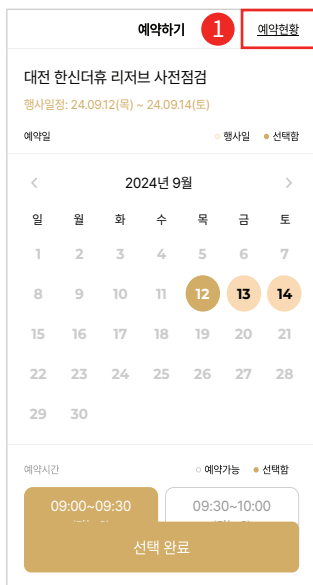 예약하기 1 예약현황
대전 한신더휴 리저브 사전점검
행사일정: 24.09.12(목) ~ 24.09.14(토)
예약일 행사일 선택함
< 2024년 9월 >
일 월 화 수 목 금 토
1 2 3 4 5 6 7
8 9 10 11 12 13 14
15 16 17 18 19 20 21
22 23 24 25 26 27 28
29 30
예약시간 예약가능 선택함
09:00~09:30 09:30~10:00
선택 완료